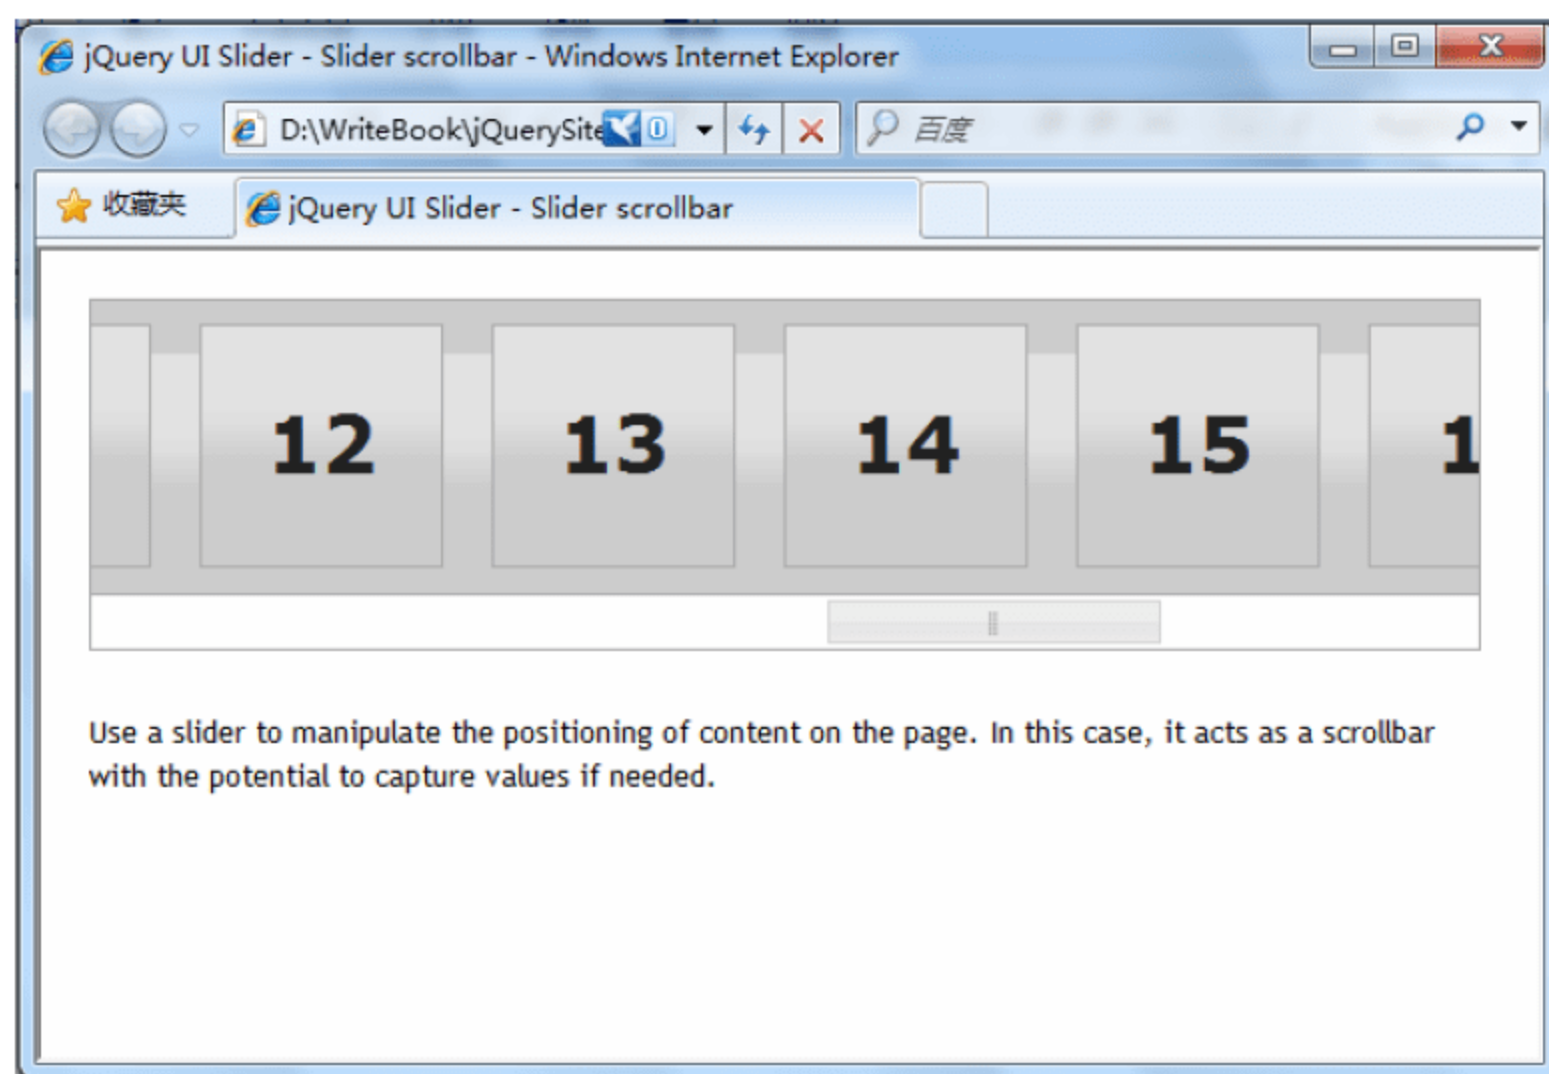 jQuery UI Slider - Slider scrollbar - Windows Internet Explorer
D:\WriteBook\jQuerySite 0 百度
收藏夹 jQuery UI Slider - Slider scrollbar
12 13 14 15 1
Use a slider to manipulate the positioning of content on the page. In this case, it acts as a scrollbar
with the potential to capture values if needed.